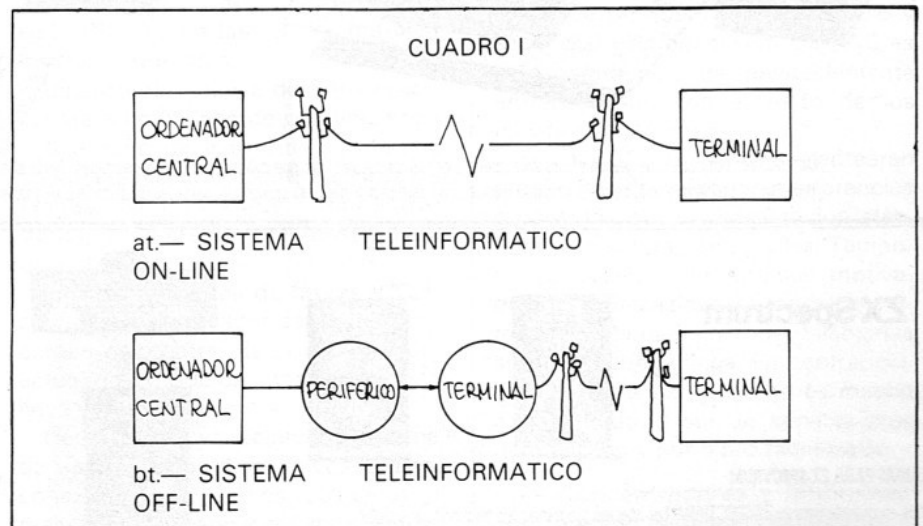 CUADRO I
ORDENADOR
CENTRAL
TERMINAL
at.— SISTEMA TELEINFORMATICO
ON-LINE
ORDENADOR
CENTRAL
PERIFERICO
TERMINAL
TERMINAL
bt.— SISTEMA TELEINFORMATICO
OFF-LINE